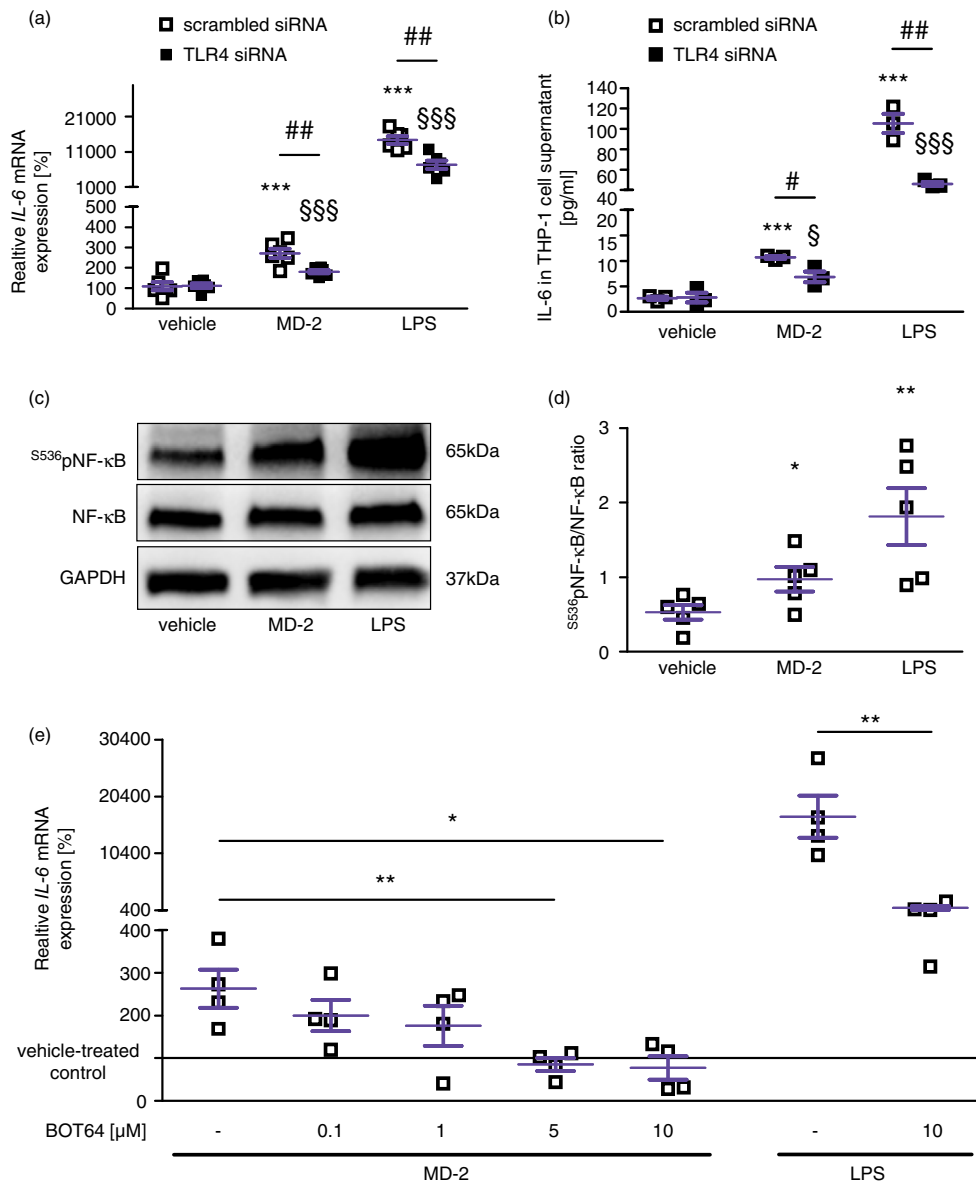 (a)
scrambled siRNA
TLR4 siRNA
##
***
§§§
##
***
§§§
Realtive IL-6 mRNA
expression [%]
21000
11000
1000
500
400
300
200
100
0
vehicle
MD-2
LPS
(b)
scrambled siRNA
TLR4 siRNA
##
***
§§§
#
***
§
IL-6 in THP-1 cell supernatant
[pg/ml]
140
120
100
80
60
40
20
15
10
5
0
vehicle
MD-2
LPS
(c)
S536pNF-κB
65kDa
NF-κB
65kDa
GAPDH
37kDa
vehicle
MD-2
LPS
(d)
**
*
S536pNF-κB/NF-κB ratio
3
2
1
0
vehicle
MD-2
LPS
(e)
**
*
**
Realtive IL-6 mRNA
expression [%]
30400
20400
10400
400
400
300
200
vehicle-treated
control
0
BOT64 [µM]
-
0.1
1
5
10
-
10
MD-2
LPS